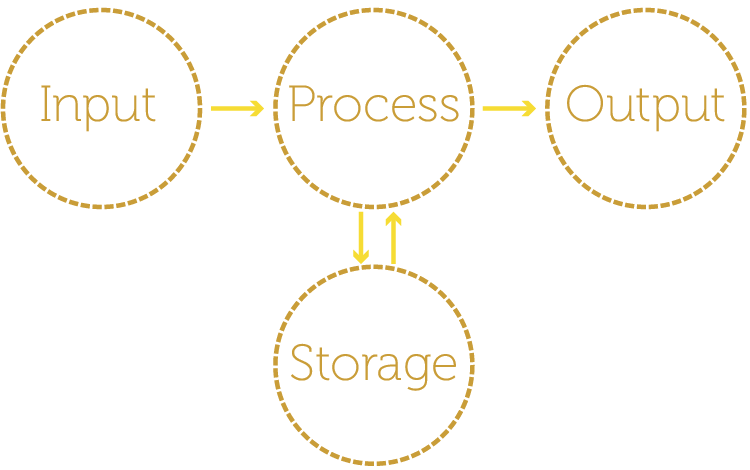 Input
Process
Output
Storage